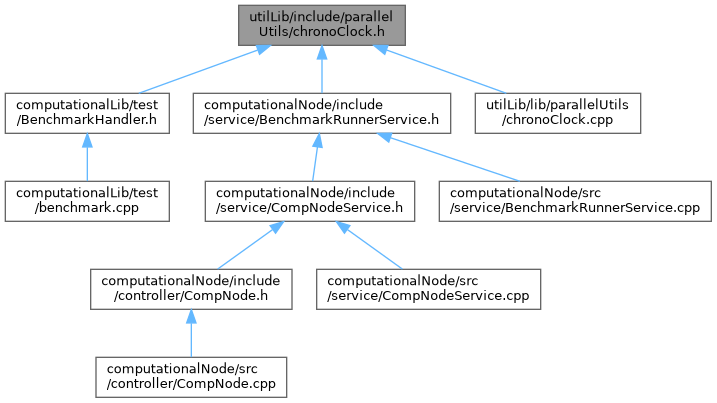 utilLib/include/parallel
Utils/chronoClock.h
computationalLib/test
/BenchmarkHandler.h
computationalNode/include
/service/BenchmarkRunnerService.h
utilLib/lib/parallelUtils
/chronoClock.cpp
computationalLib/test
/benchmark.cpp
computationalNode/include
/service/CompNodeService.h
computationalNode/src
/service/BenchmarkRunnerService.cpp
computationalNode/include
/controller/CompNode.h
computationalNode/src
/service/CompNodeService.cpp
computationalNode/src
/controller/CompNode.cpp